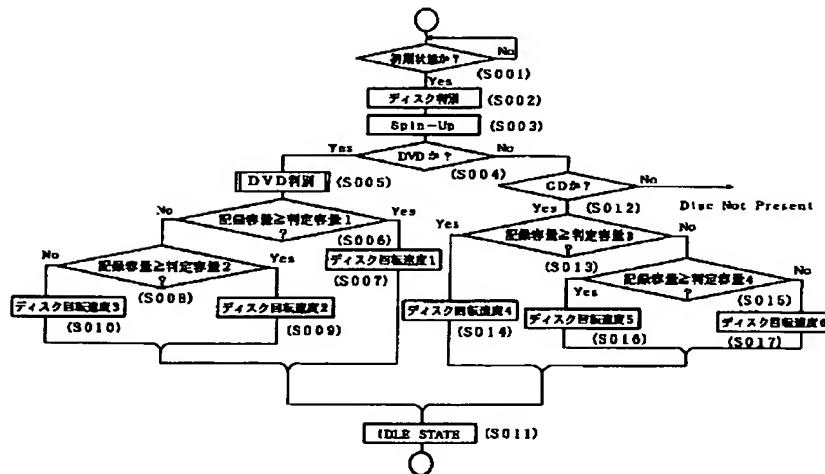 No
初期状態か?
(S001)
Yes
ディスク判別 (S002)
Spin-Up (S003)
Yes DVDか? No
(S004)
DVD判別 (S005)
CDか? No
(S012)
Disc Not Present
No 記録容量≧判定容量1 Yes
?
(S006)
Yes
記録容量≧判定容量3 No
?
(S013)
ディスク回転速度1
(S007)
No 記録容量≧判定容量2 Yes
?
(S008)
記録容量≧判定容量4 No
?
Yes
(S015)
ディスク回転速度3
(S010)
ディスク回転速度2
(S009)
ディスク回転速度4
(S014)
ディスク回転速度5
(S016)
ディスク回転速度6
(S017)
IDLE STATE (S011)